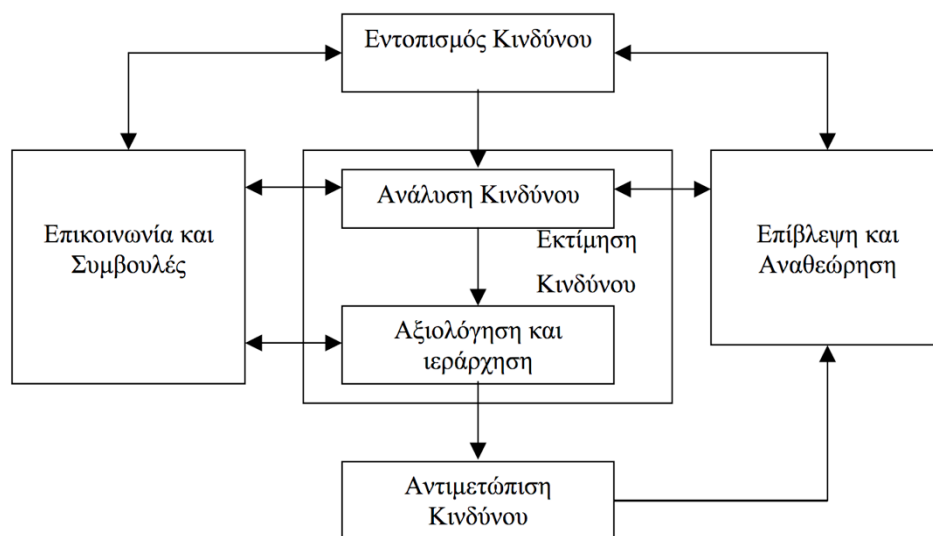 Εντοπισμός Κινδύνου
Ανάλυση Κινδύνου
Επικοινωνία και
Συμβουλές
Εκτίμηση
Κινδύνου
Επίβλεψη και
Αναθεώρηση
Αξιολόγηση και
ιεράρχηση
Αντιμετώπιση
Κινδύνου